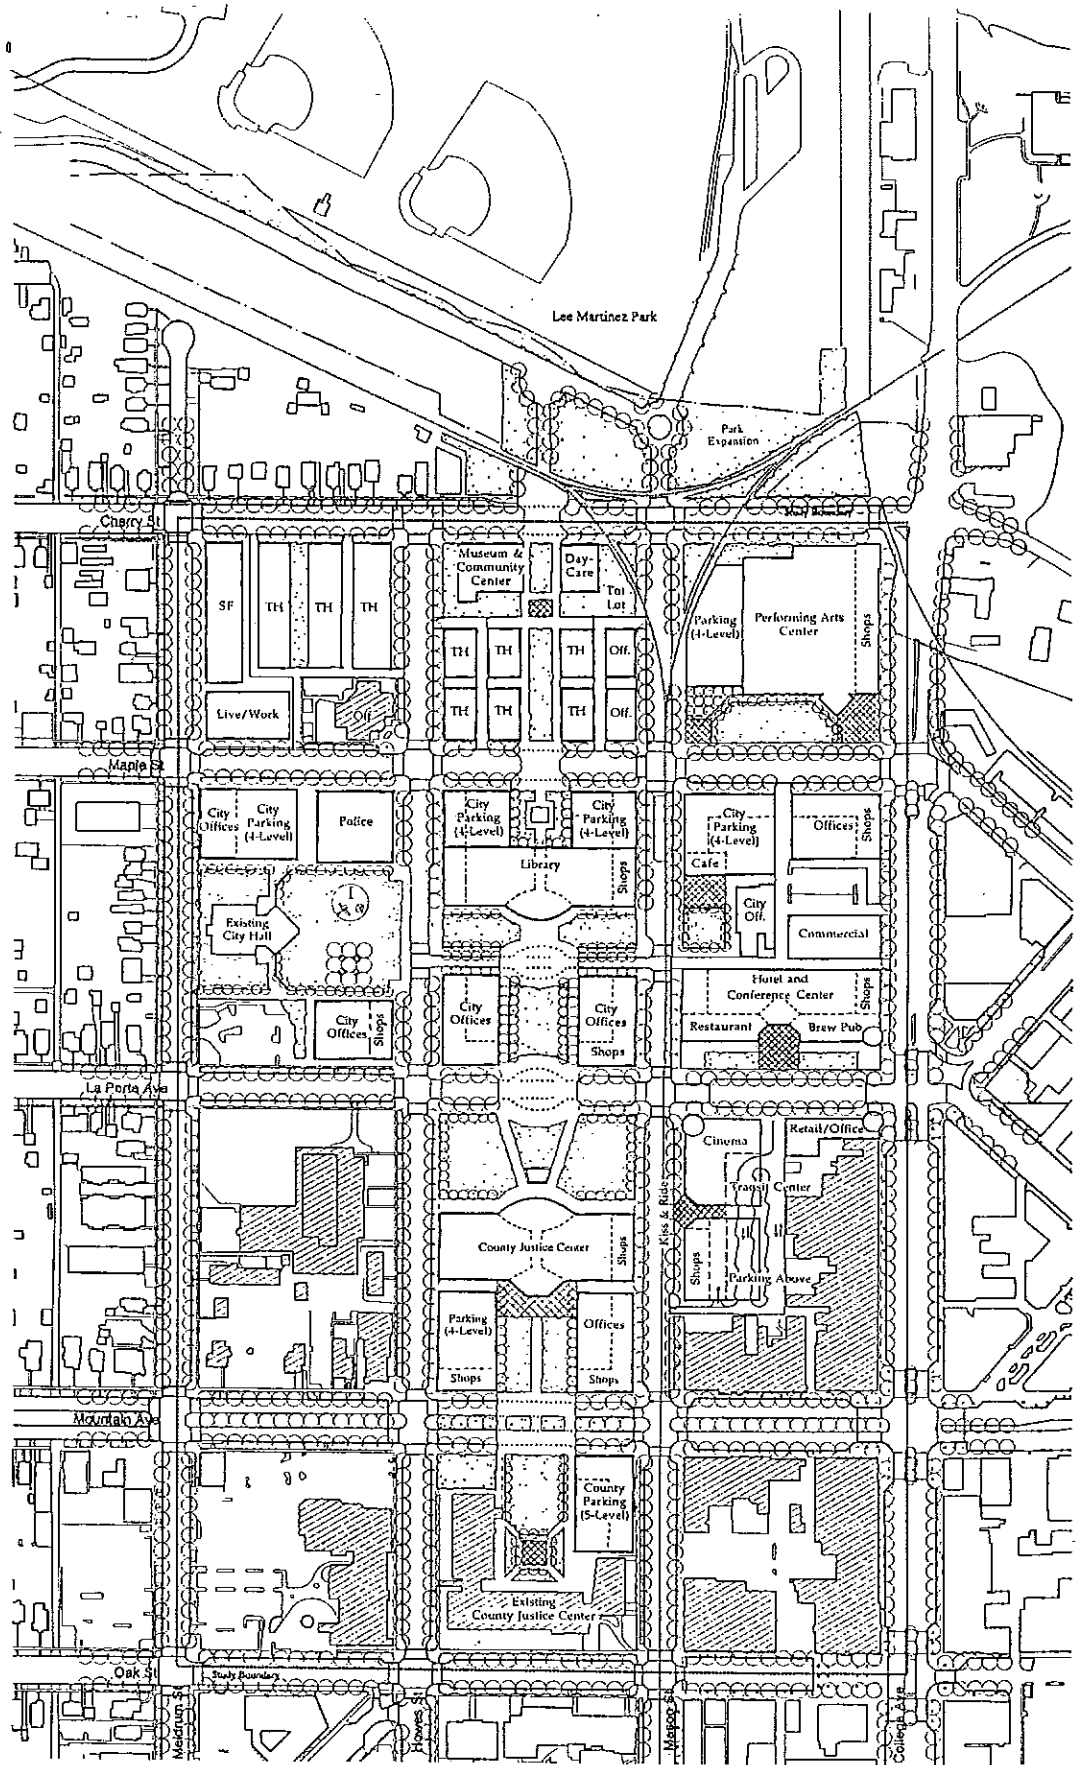 Lee Martinez Park
Park
Expansion
Cherry St
Study Boundary
Museum &
Community
Center
Day-
Care
Tot
Lot
SF
TH
TH
TH
Parking
(4-Level)
Performing Arts
Center
Shops
TH
TH
TH
Off.
Live/Work
Off
TH
TH
TH
Off.
Maple St
City
Offices
City
Parking
(4-Level)
Police
City
Parking
(4-Level)
City
Parking
(4-Level)
City
Parking
(4-Level)
Offices
Shops
Library
Shops
Cafe
Existing
City Hall
City
Off.
Commercial
City
Offices
Shops
City
Offices
City
Offices
Shops
Hotel and
Conference Center
Shops
Restaurant
Brew Pub
La Porte Ave
Cinema
Retail/Office
Transit Center
Kiss & Ride
County Justice Center
Shops
Shops
Parking Above
Parking
(4-Level)
Offices
Shops
Shops
Mountain Ave
County
Parking
(5-Level)
Existing
County Justice Center
Oak St
Study Boundary
Meldrum St
Howes St
Mason St
College Ave